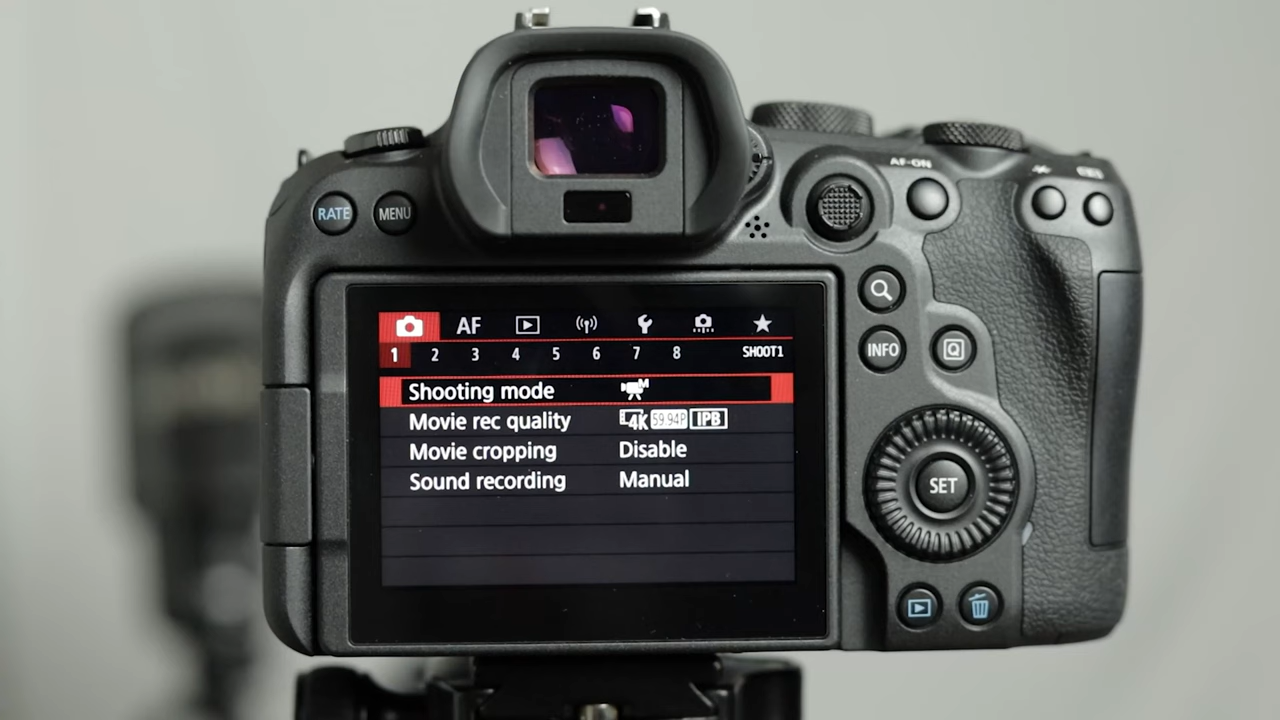 AF-ON
RATE
MENU
AF
1 2 3 4 5 6 7 8 SHOOT1
Shooting mode M
Movie rec quality 4K 59.94P IPB
Movie cropping Disable
Sound recording Manual
INFO
Q
SET